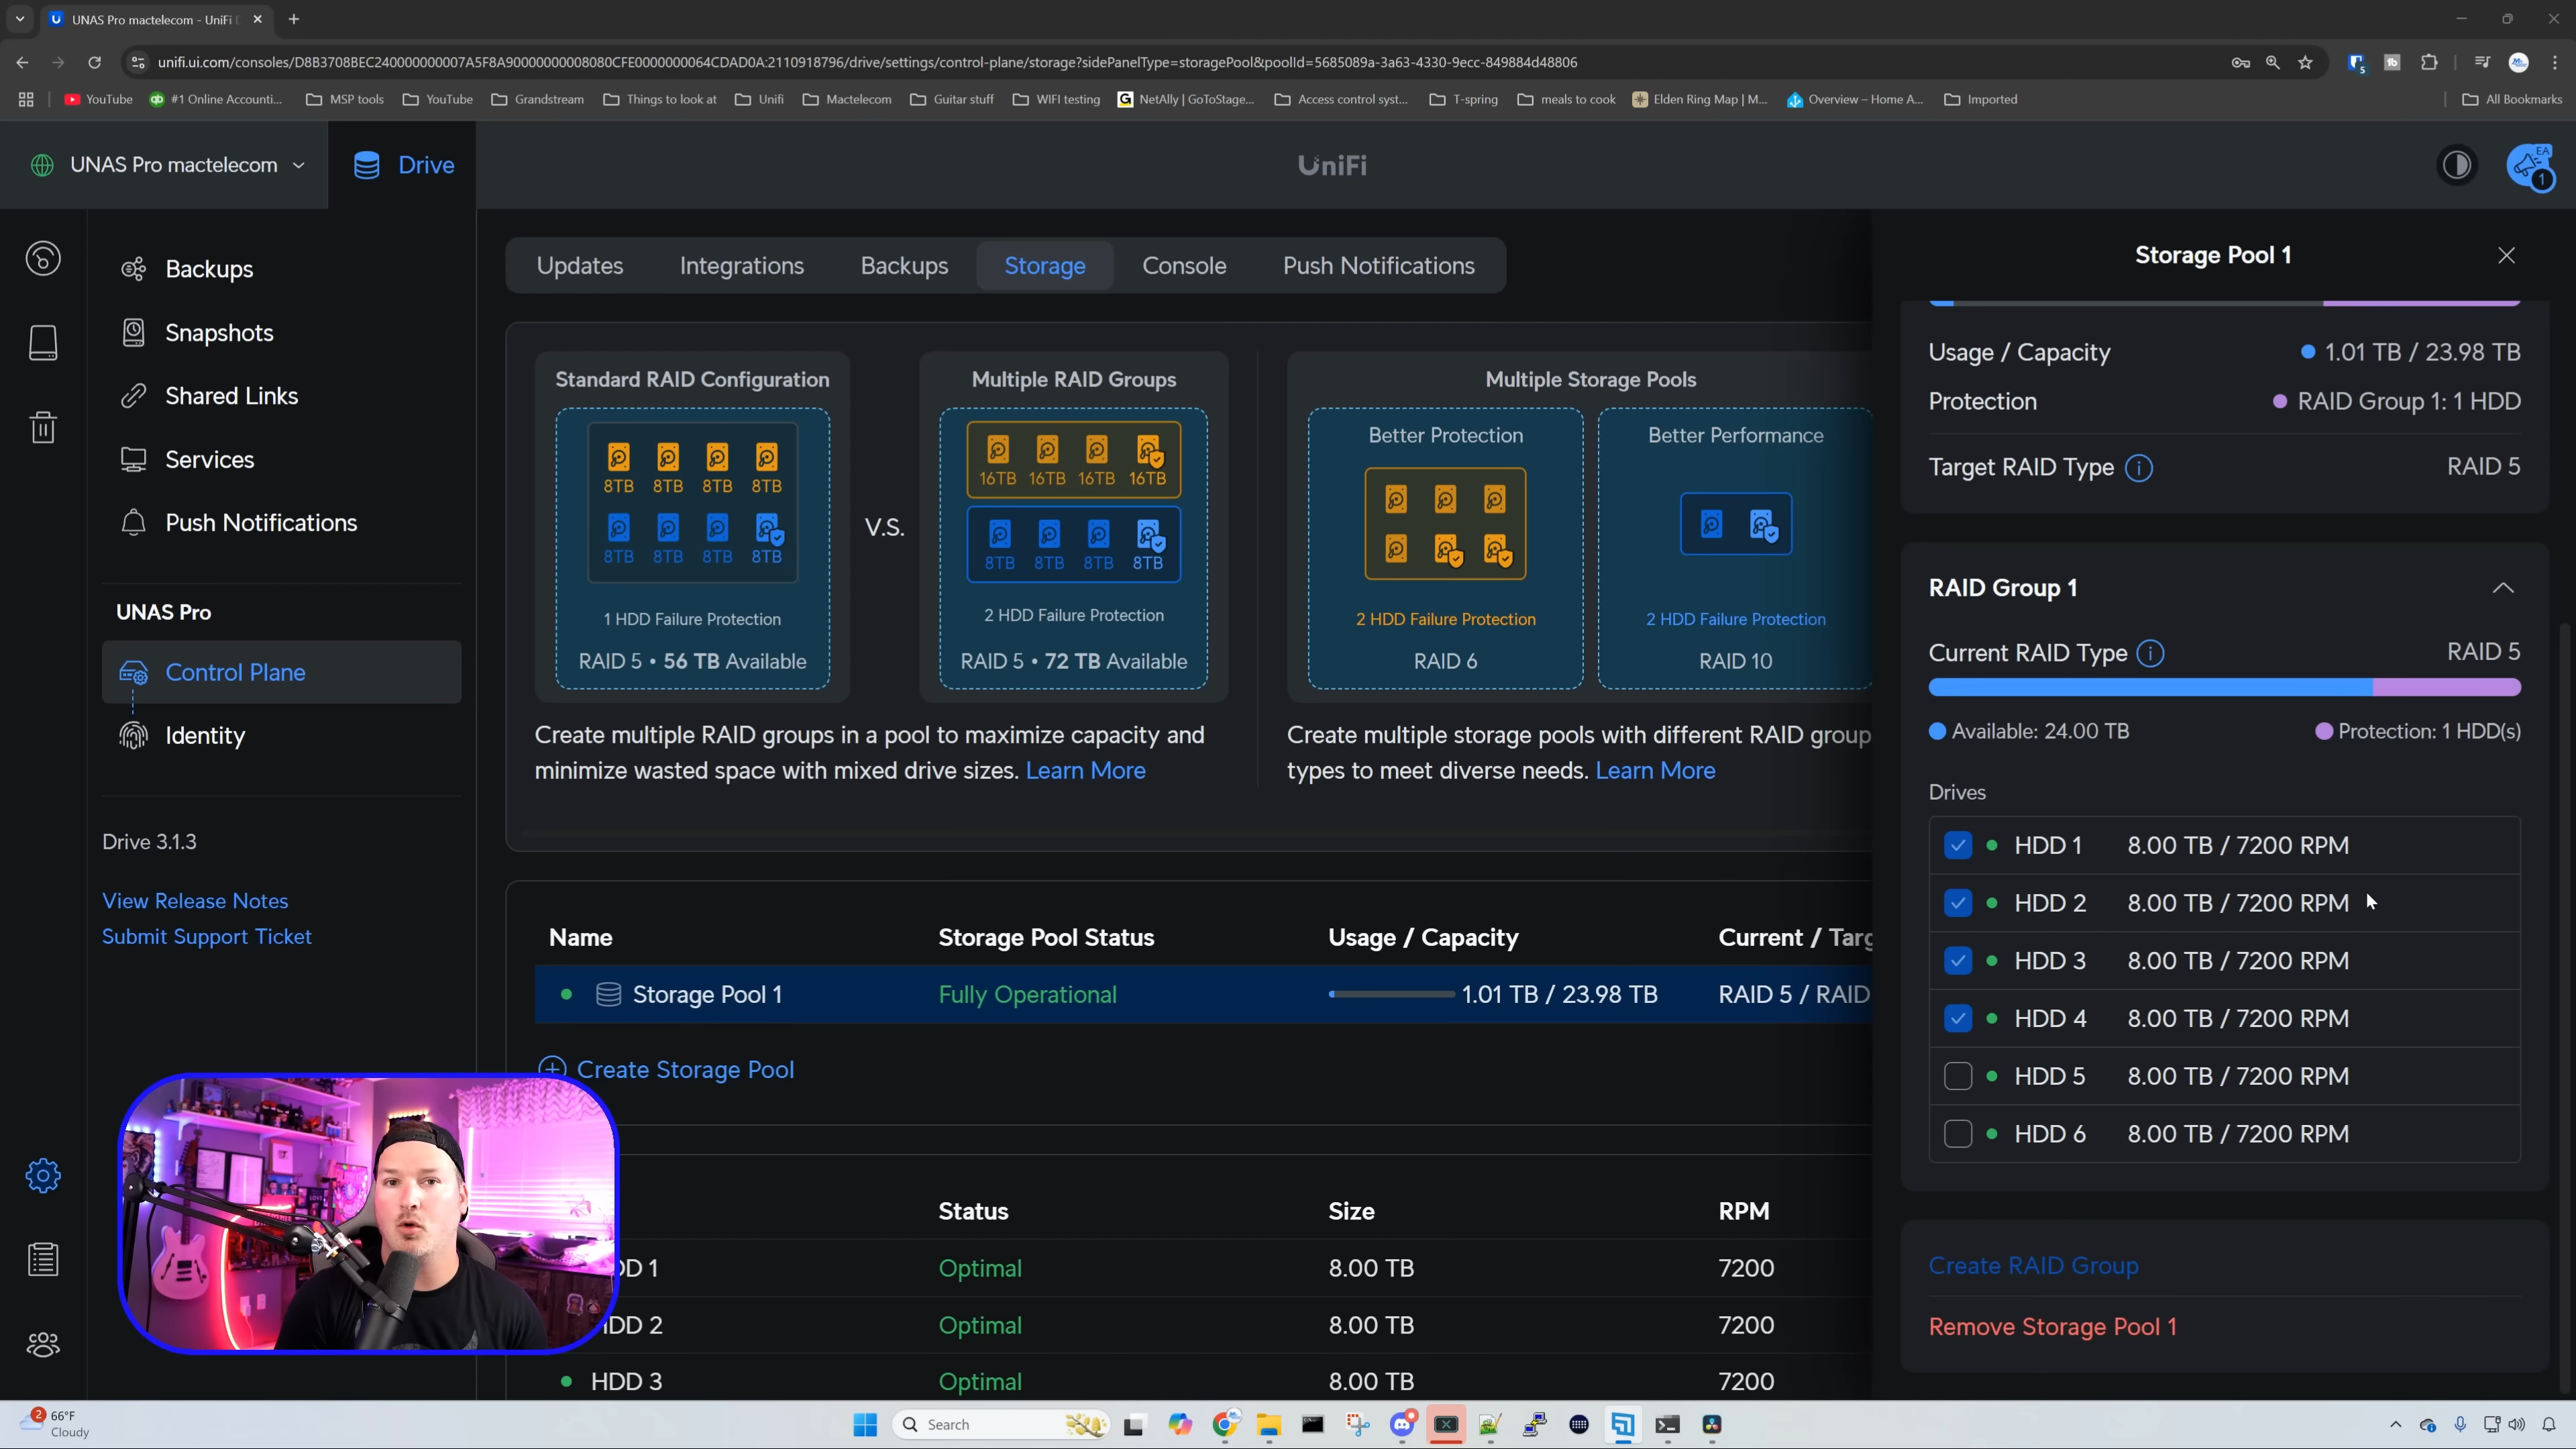 UNAS Pro mactelecom - UniFi
unifi.ui.com/consoles/D8B3708BEC240000000007A5F8A90000000008080CFE0000000064CDAD0A:2110918796/drive/settings/control-plane/storage?sidePanelType=storagePool&poolId=5685089a-3a63-4330-9ecc-849884d48806
5
YouTube
#1 Online Accounti...
MSP tools
YouTube
Grandstream
Things to look at
Unifi
Mactelecom
Guitar stuff
WIFI testing
NetAlly | GoToStage...
Access control syst...
T-spring
meals to cook
Elden Ring Map | M...
Overview – Home A...
Imported
All Bookmarks
UNAS Pro mactelecom
Drive
UniFi
EA
1
Backups
Snapshots
Shared Links
Services
Push Notifications
UNAS Pro
Control Plane
Identity
Drive 3.1.3
View Release Notes
Submit Support Ticket
Updates
Integrations
Backups
Storage
Console
Push Notifications
Standard RAID Configuration
8TB 8TB 8TB 8TB
8TB 8TB 8TB 8TB
1 HDD Failure Protection
RAID 5 • 56 TB Available
V.S.
Multiple RAID Groups
16TB 16TB 16TB 16TB
8TB 8TB 8TB 8TB
2 HDD Failure Protection
RAID 5 • 72 TB Available
Create multiple RAID groups in a pool to maximize capacity and
minimize wasted space with mixed drive sizes. Learn More
Multiple Storage Pools
Better Protection
2 HDD Failure Protection
RAID 6
Better Performance
2 HDD Failure Protection
RAID 10
Create multiple storage pools with different RAID group
types to meet diverse needs. Learn More
Name
Storage Pool Status
Usage / Capacity
Current / Targ
Storage Pool 1
Fully Operational
1.01 TB / 23.98 TB
RAID 5 / RAID
Create Storage Pool
Status
Size
RPM
DD 1
Optimal
8.00 TB
7200
HDD 2
Optimal
8.00 TB
7200
HDD 3
Optimal
8.00 TB
7200
Storage Pool 1
Usage / Capacity
1.01 TB / 23.98 TB
Protection
RAID Group 1: 1 HDD
Target RAID Type
RAID 5
RAID Group 1
Current RAID Type
RAID 5
Available: 24.00 TB
Protection: 1 HDD(s)
Drives
HDD 1 8.00 TB / 7200 RPM
HDD 2 8.00 TB / 7200 RPM
HDD 3 8.00 TB / 7200 RPM
HDD 4 8.00 TB / 7200 RPM
HDD 5 8.00 TB / 7200 RPM
HDD 6 8.00 TB / 7200 RPM
Create RAID Group
Remove Storage Pool 1
2
66°F
Cloudy
Search